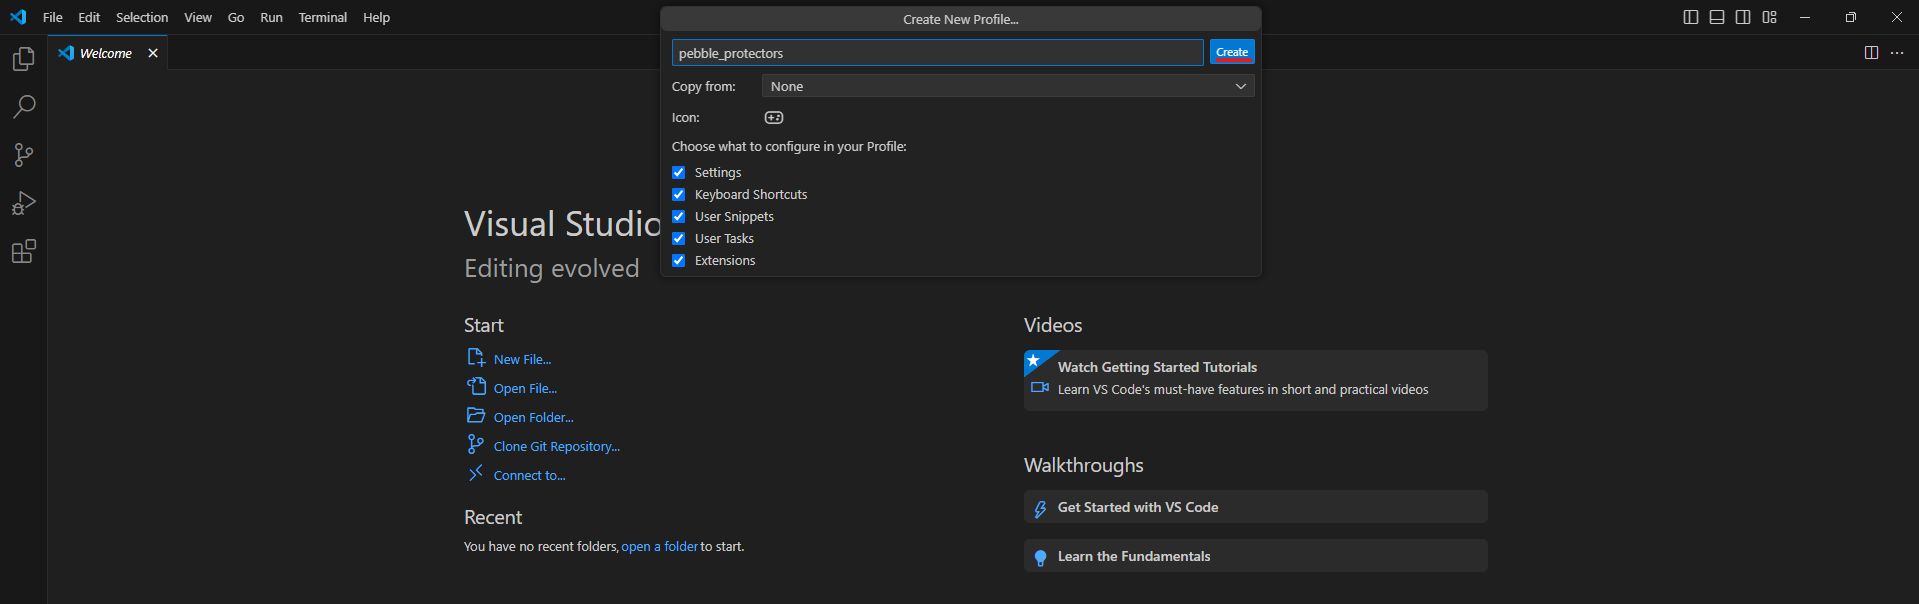 File Edit Selection View Go Run Terminal Help
Create New Profile...
Welcome
pebble_protectors
Create
Copy from: None
Icon:
Choose what to configure in your Profile:
Settings
Keyboard Shortcuts
User Snippets
User Tasks
Extensions
Visual Studio
Editing evolved
Start
New File...
Open File...
Open Folder...
Clone Git Repository...
Connect to...
Recent
You have no recent folders, open a folder to start.
Videos
Watch Getting Started Tutorials
Learn VS Code's must-have features in short and practical videos
Walkthroughs
Get Started with VS Code
Learn the Fundamentals